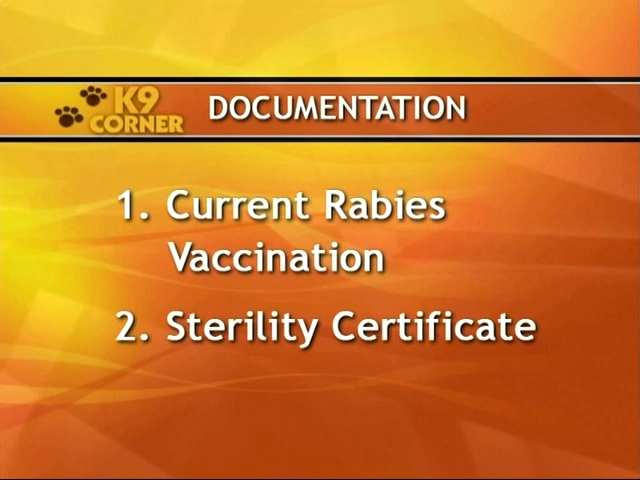 K9
CORNER
DOCUMENTATION
1. Current Rabies
Vaccination
2. Sterility Certificate